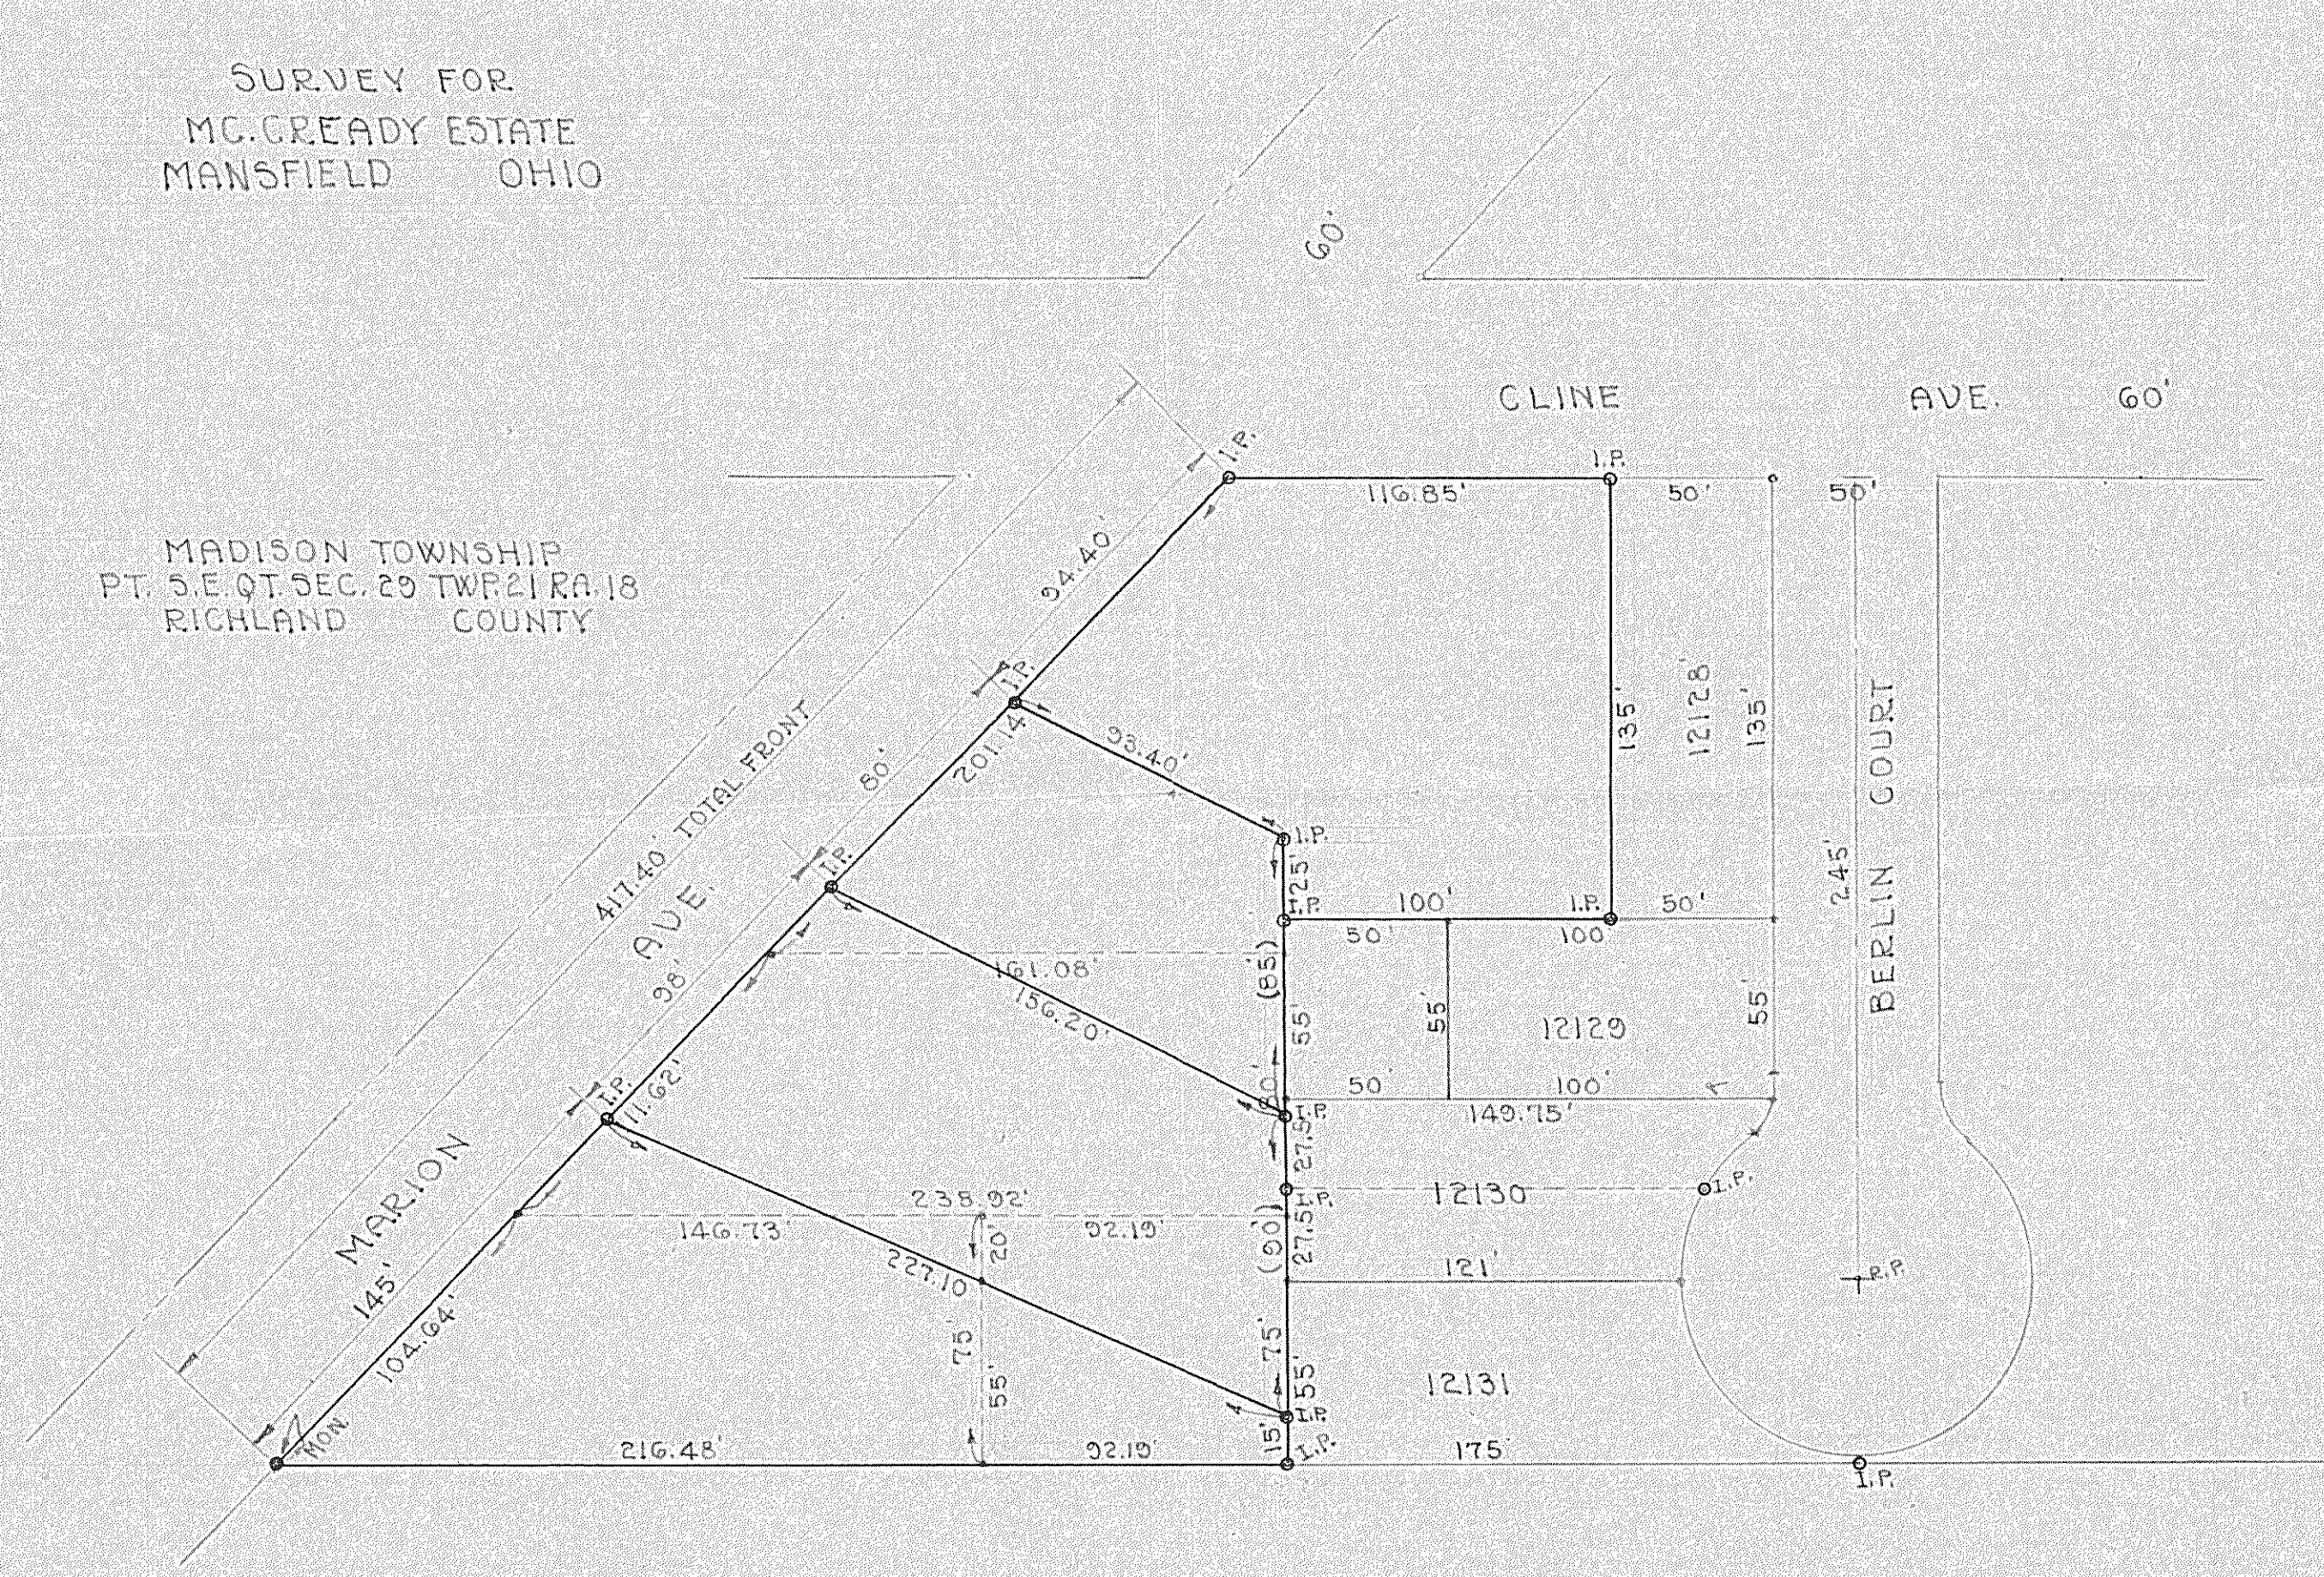 SURVEY FOR
MC.CREADY ESTATE
MANSFIELD OHIO
60'
CLINE AVE. 60'
I.P.
I.P.
116.85'
50'
50'
MADISON TOWNSHIP
PT. S.E.QT.SEC. 29 TWP.21 RA.18
RICHLAND COUNTY
94.40'
I.P.
201.14
93.40'
135'
12128'
135'
BERLIN COURT
245'
417.40' TOTAL FRONT
80'
I.P.
I.P.
25'
I.P.
100'
I.P.
50'
50'
100'
MARION AVE.
98'
161.08'
156.20'
(85')
55'
80'
55'
12129
55'
50'
100'
149.75'
I.P.
11.62'
I.P.
27.5'
I.P.
12130
I.P.
238.92'
146.73'
92.19'
20'
227.10
(90')
27.5'
121'
R.P.
145'
104.64'
75'
55'
75'
55'
12131
I.P.
15'
I.P.
MON.
216.48'
92.19'
175'
I.P.